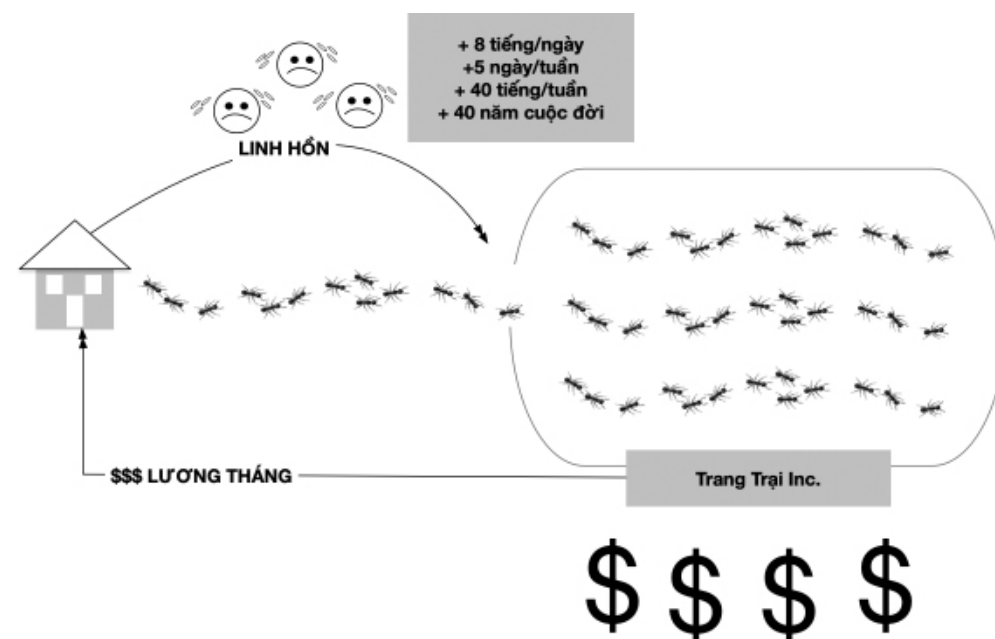 + 8 tiếng/ngày
+5 ngày/tuần
+ 40 tiếng/tuần
+ 40 năm cuộc đời
LINH HỒN
$$$ LƯƠNG THÁNG
Trang Trại Inc.
$ $ $ $